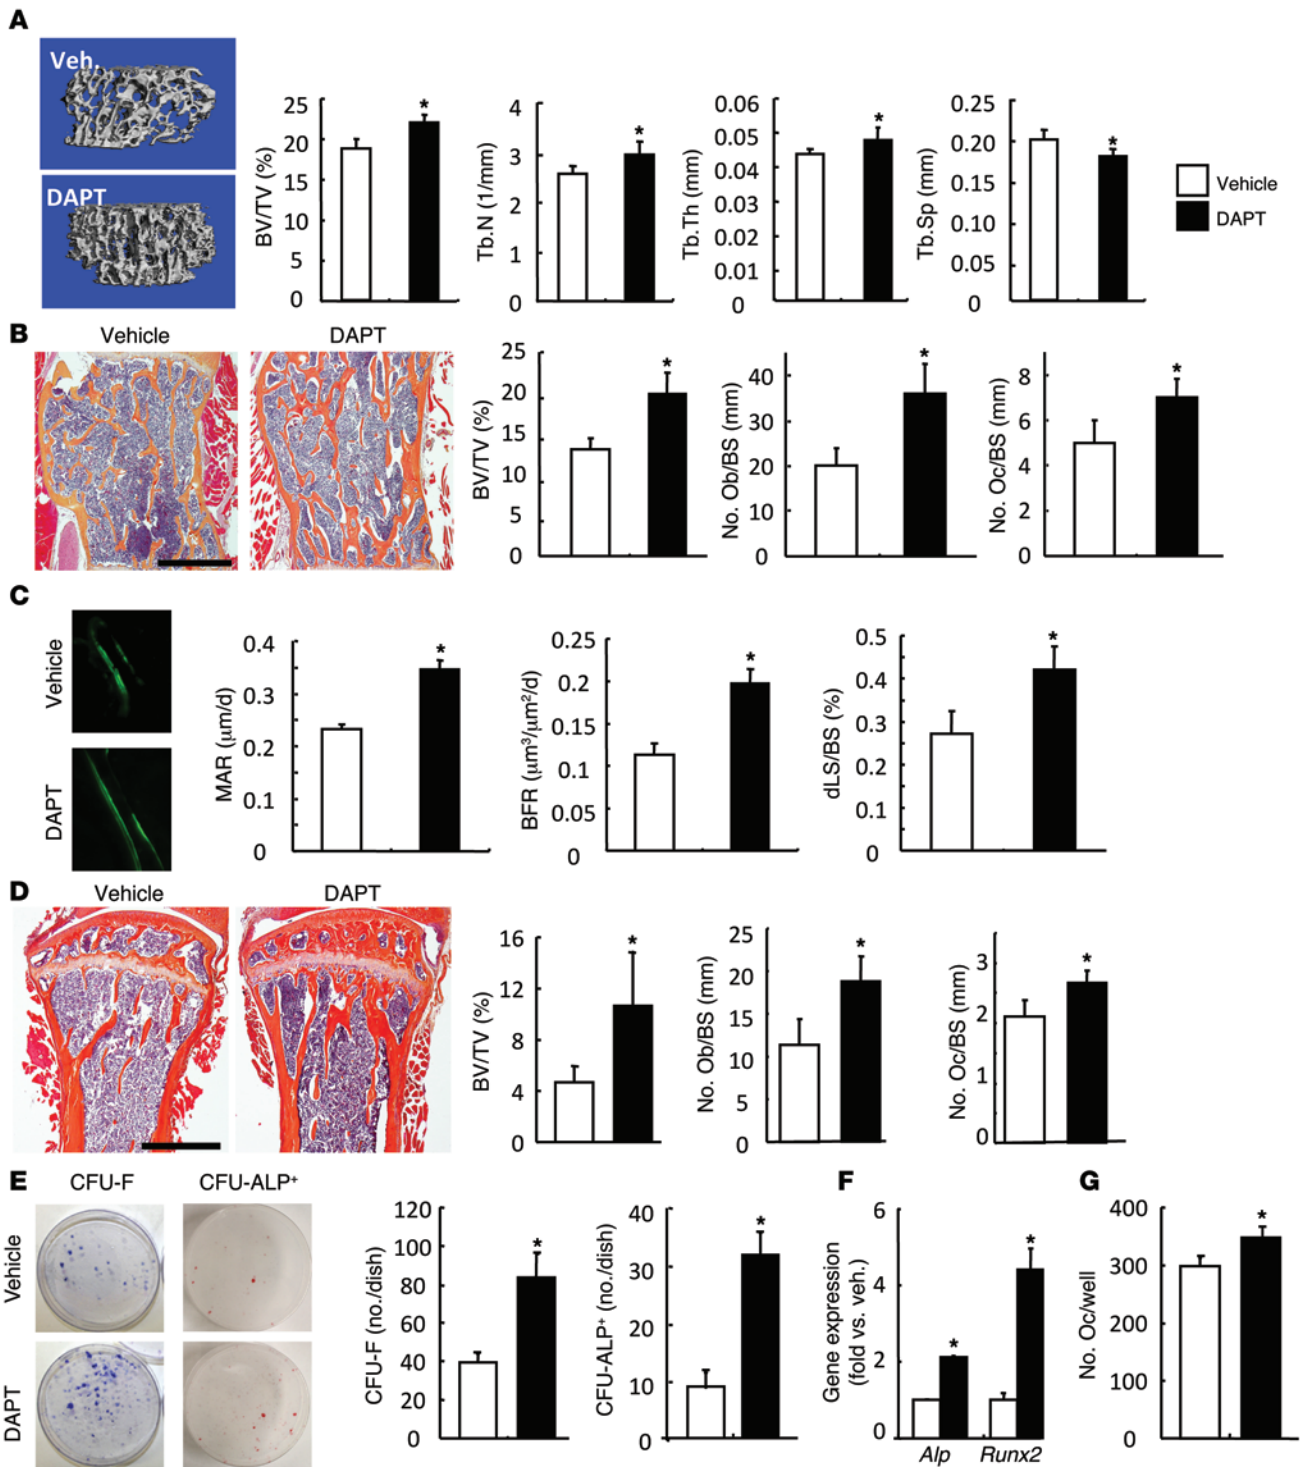 A
Veh.
DAPT
BV/TV (%)
25
20
15
10
5
0
*
Tb.N (1/mm)
4
3
2
1
0
*
Tb.Th (mm)
0.06
0.05
0.04
0.03
0.02
0.01
0
*
Tb.Sp (mm)
0.25
0.20
0.15
0.10
0.05
0
*
Vehicle
DAPT
B
Vehicle
DAPT
BV/TV (%)
25
20
15
10
5
0
*
No. Ob/BS (mm)
40
30
20
10
0
*
No. Oc/BS (mm)
8
6
4
2
0
*
C
Vehicle
DAPT
MAR (μm/d)
0.4
0.3
0.2
0.1
0
*
BFR (μm³/μm²/d)
0.25
0.2
0.15
0.1
0.05
0
*
dLS/BS (%)
0.5
0.4
0.3
0.2
0.1
0
*
D
Vehicle
DAPT
BV/TV (%)
16
12
8
4
0
*
No. Ob/BS (mm)
25
20
15
10
5
0
*
No. Oc/BS (mm)
3
2
1
0
*
E
CFU-F
CFU-ALP⁺
Vehicle
DAPT
CFU-F (no./dish)
120
100
80
60
40
20
0
*
CFU-ALP⁺ (no./dish)
40
30
20
10
0
*
F
Gene expression
(fold vs. veh.)
6
4
2
0
*
*
Alp
Runx2
G
No. Oc/well
400
300
200
100
0
*